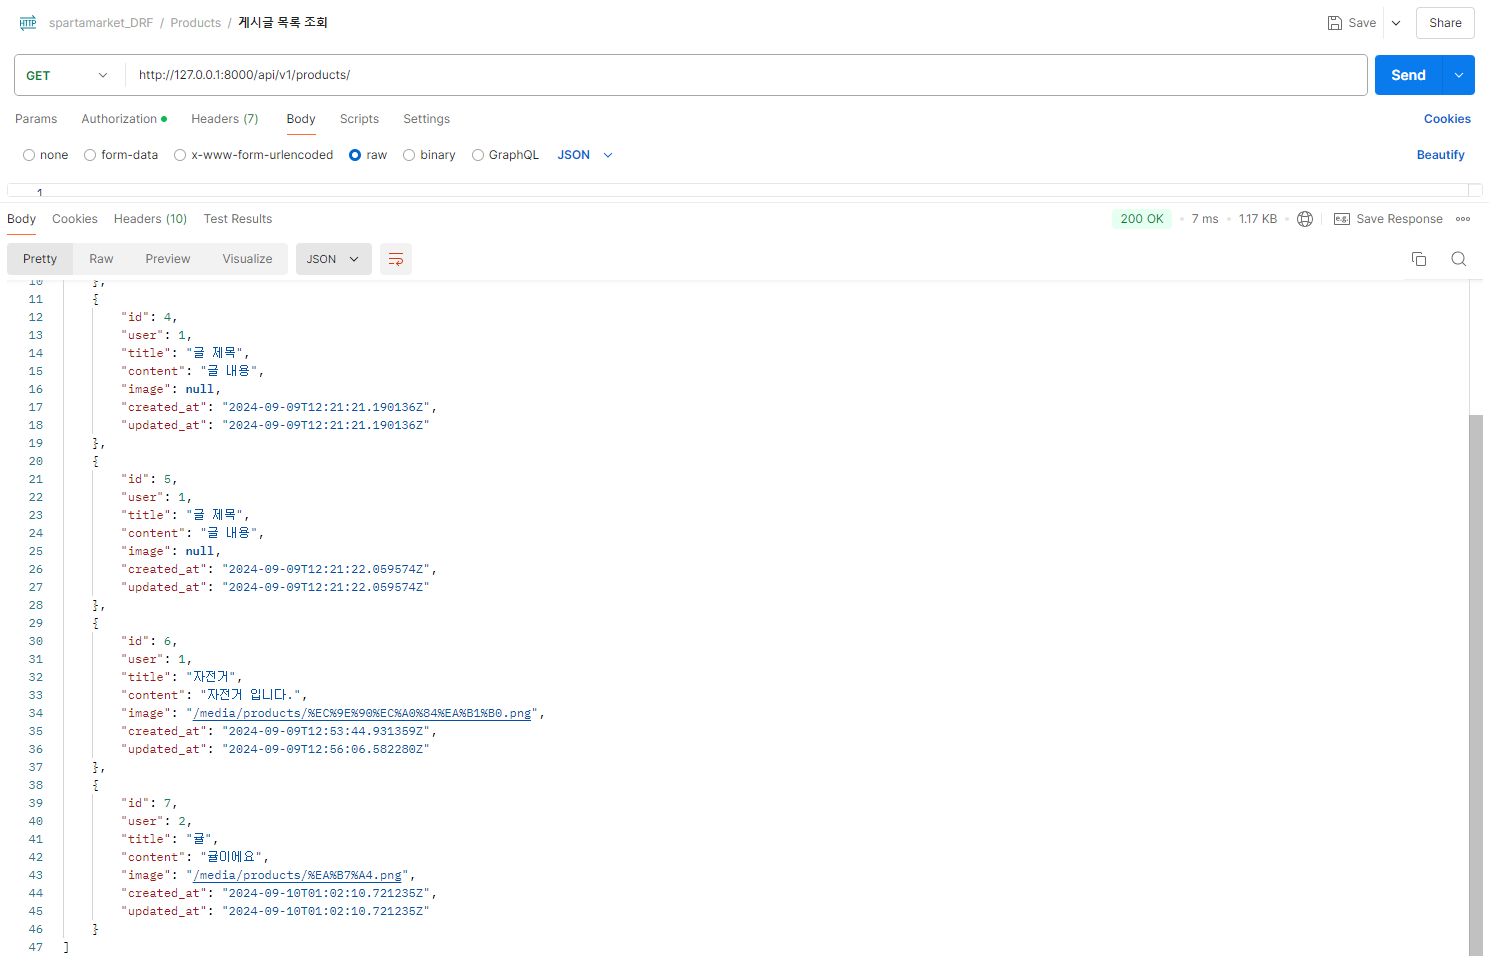 HTTP spartamarket_DRF / Products / 게시글 목록 조회 Save Share
GET http://127.0.0.1:8000/api/v1/products/ Send
Params Authorization Headers (7) Body Scripts Settings Cookies
none form-data x-www-form-urlencoded raw binary GraphQL JSON Beautify
1
Body Cookies Headers (10) Test Results 200 OK 7 ms 1.17 KB e.g. Save Response
Pretty Raw Preview Visualize JSON
10 },
11 {
12 "id": 4,
13 "user": 1,
14 "title": "글 제목",
15 "content": "글 내용",
16 "image": null,
17 "created_at": "2024-09-09T12:21:21.190136Z",
18 "updated_at": "2024-09-09T12:21:21.190136Z"
19 },
20 {
21 "id": 5,
22 "user": 1,
23 "title": "글 제목",
24 "content": "글 내용",
25 "image": null,
26 "created_at": "2024-09-09T12:21:22.059574Z",
27 "updated_at": "2024-09-09T12:21:22.059574Z"
28 },
29 {
30 "id": 6,
31 "user": 1,
32 "title": "자전거",
33 "content": "자전거 입니다.",
34 "image": "/media/products/%EC%9E%90%EC%A0%84%EA%B1%B0.png",
35 "created_at": "2024-09-09T12:53:44.931359Z",
36 "updated_at": "2024-09-09T12:56:06.582280Z"
37 },
38 {
39 "id": 7,
40 "user": 2,
41 "title": "귤",
42 "content": "귤이에요",
43 "image": "/media/products/%EA%B7%A4.png",
44 "created_at": "2024-09-10T01:02:10.721235Z",
45 "updated_at": "2024-09-10T01:02:10.721235Z"
46 }
47 ]